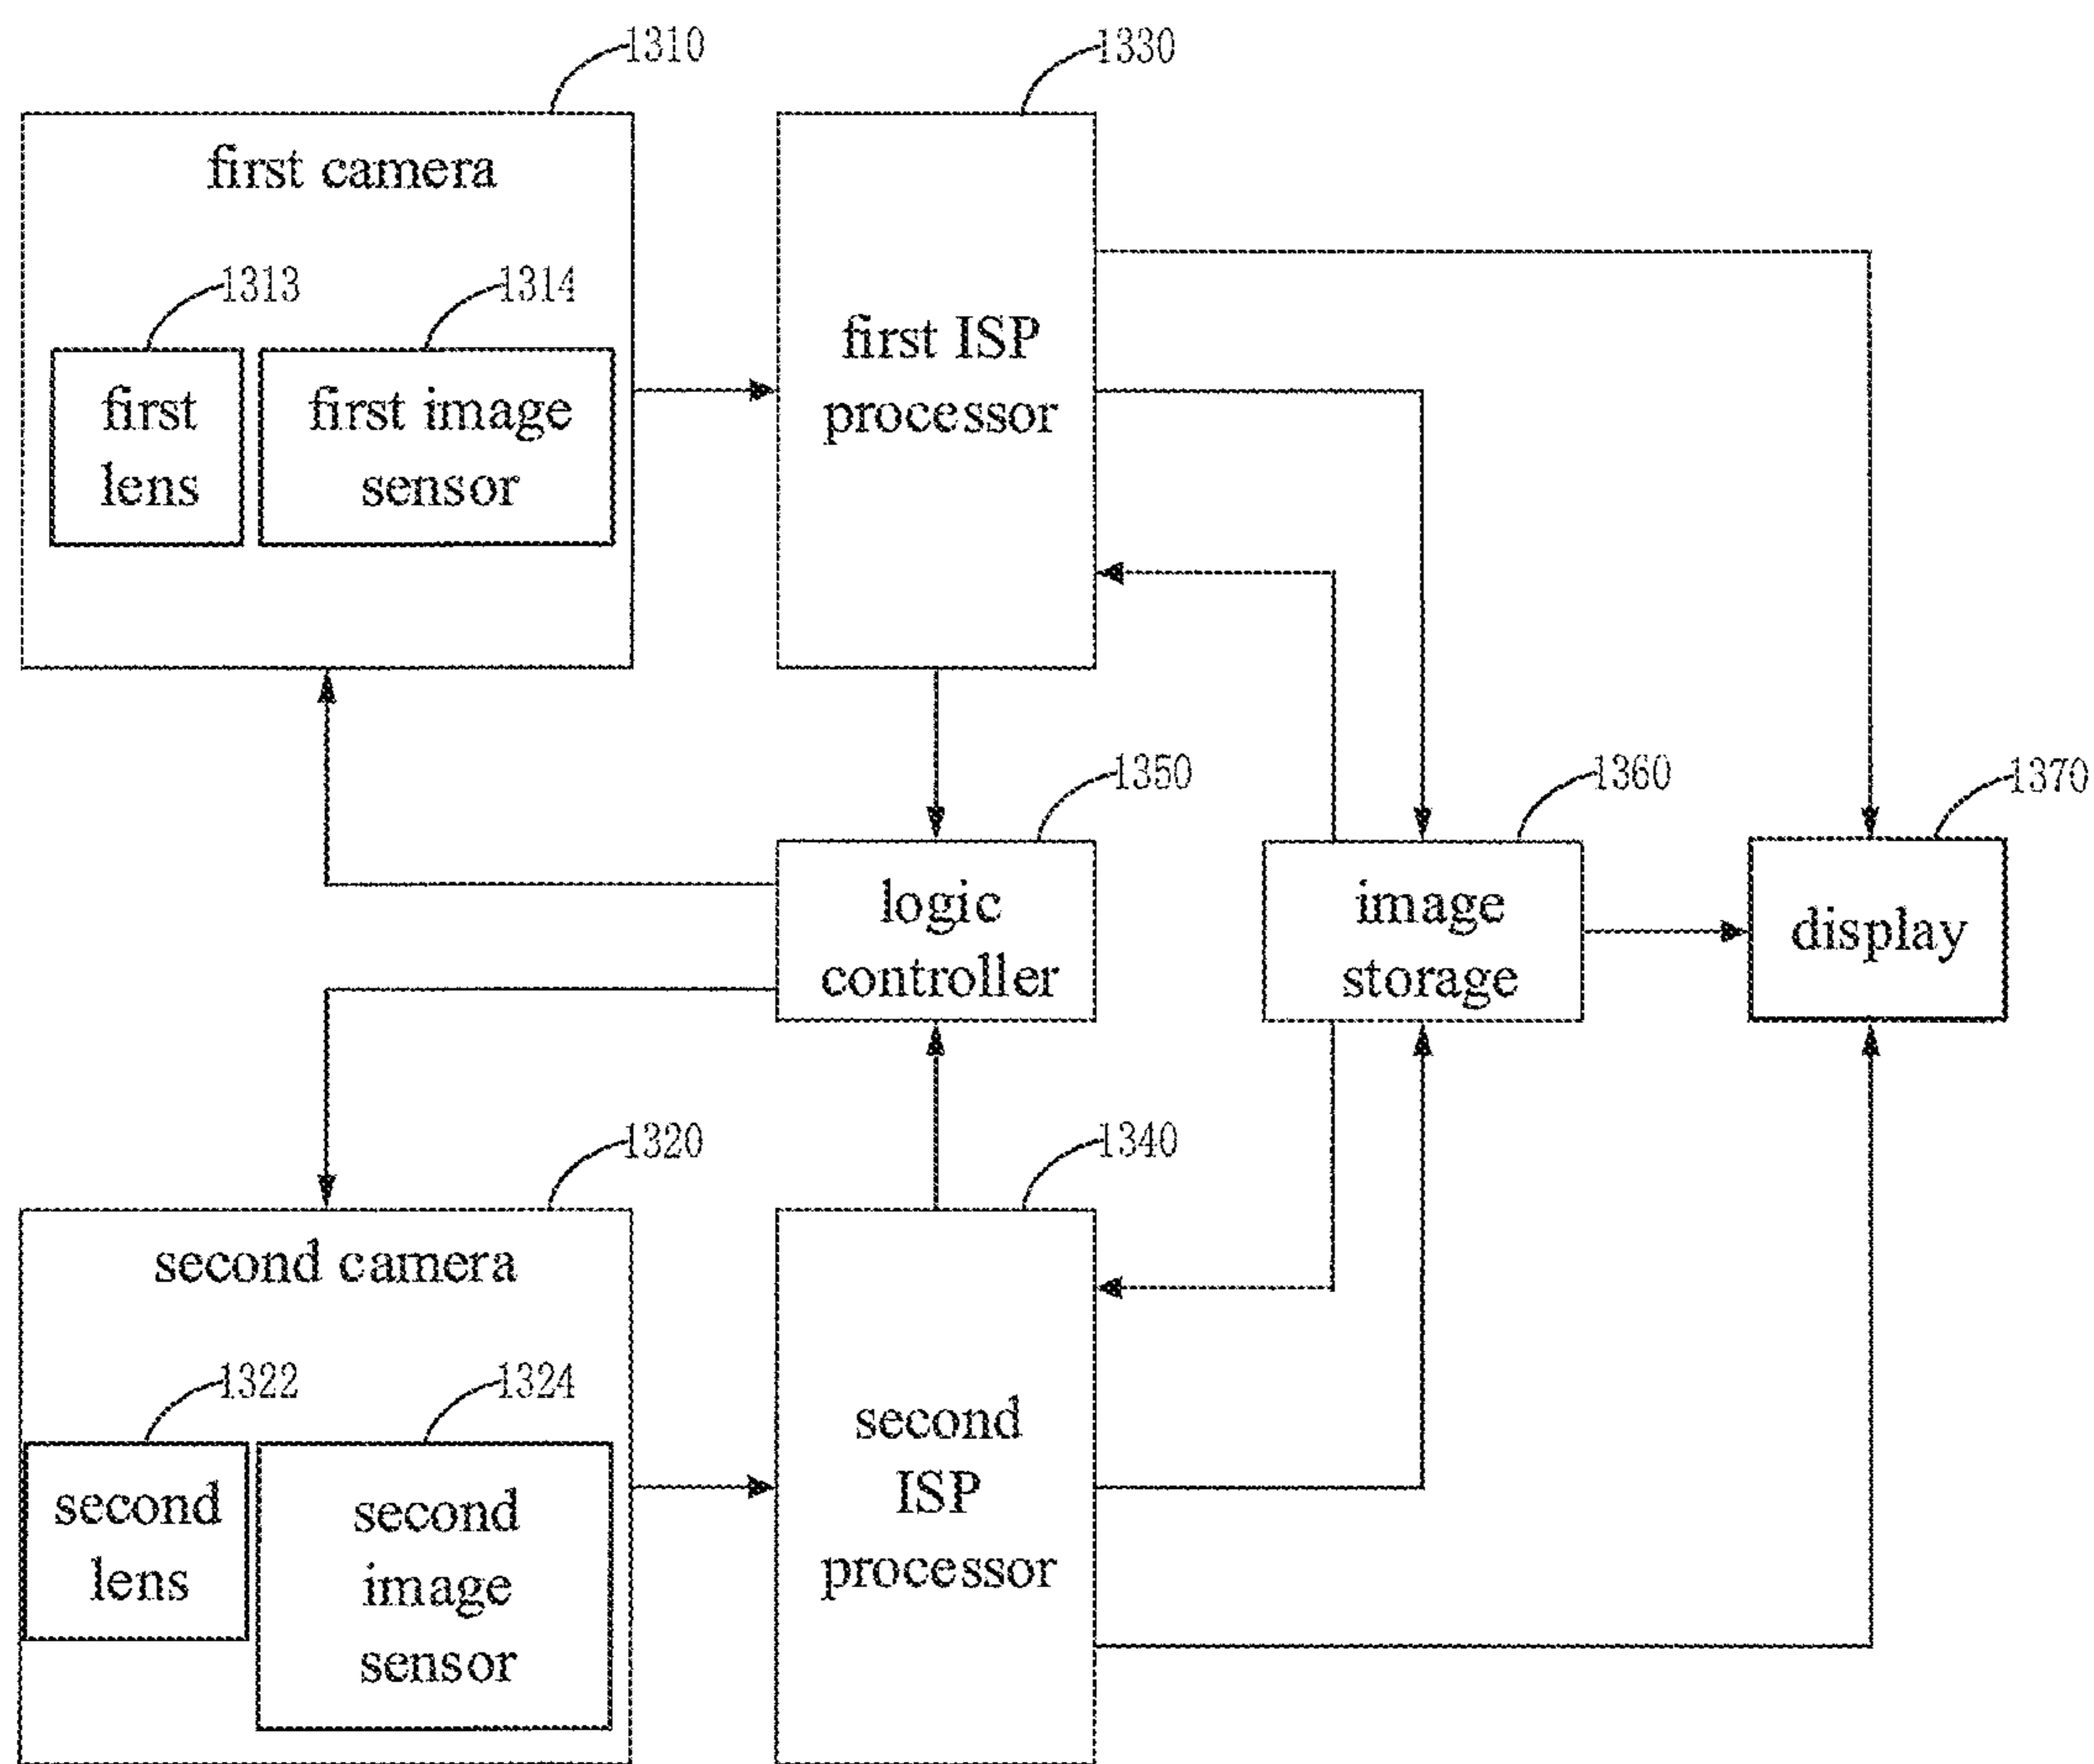 1310
1330
first camera
1313
1314
first
lens
first image
sensor
first ISP
processor
1350
1360
1370
logic
controller
image
storage
display
1320
1340
second camera
1322
1324
second
lens
second
image
sensor
second
ISP
processor